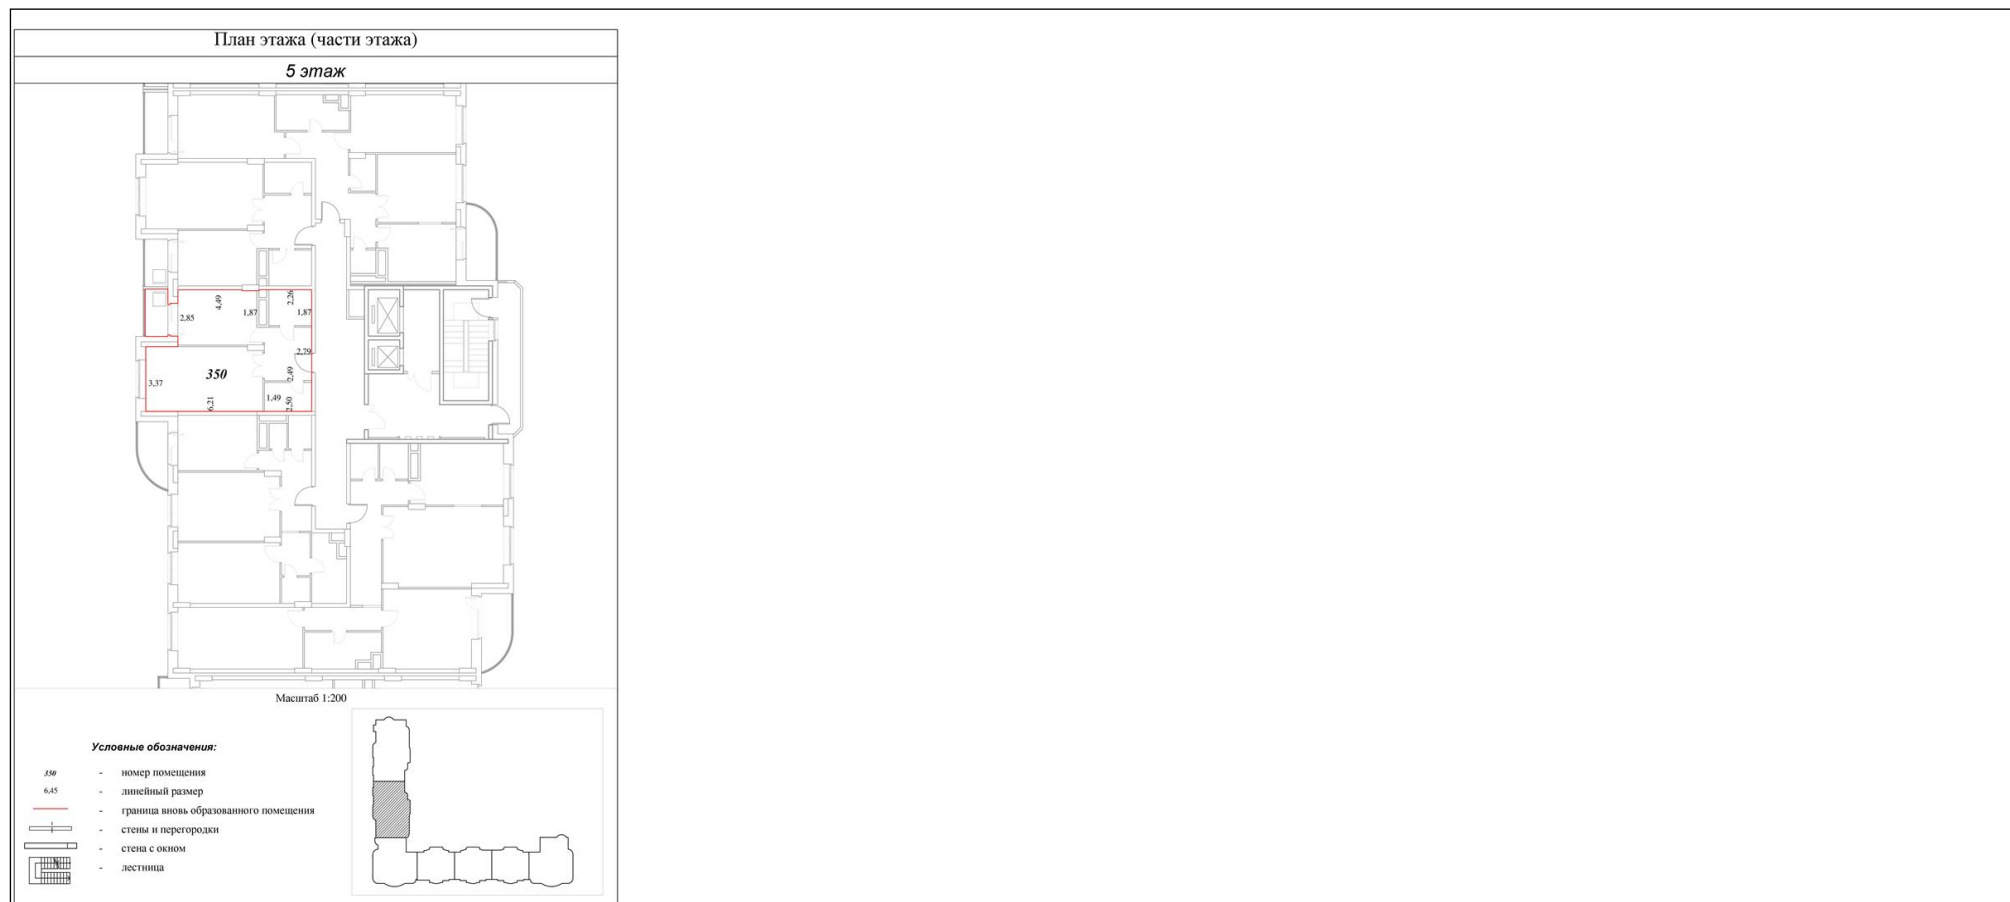 План этажа (части этажа)
5 этаж
4,49
2,26
2,85
1,87
1,87
2,79
350
2,49
3,37
1,49
6,21
2,50
Масштаб 1:200
Условные обозначения:
350 - номер помещения
6,45 - линейный размер
- граница вновь образованного помещения
- стены и перегородки
- стена с окном
- лестница